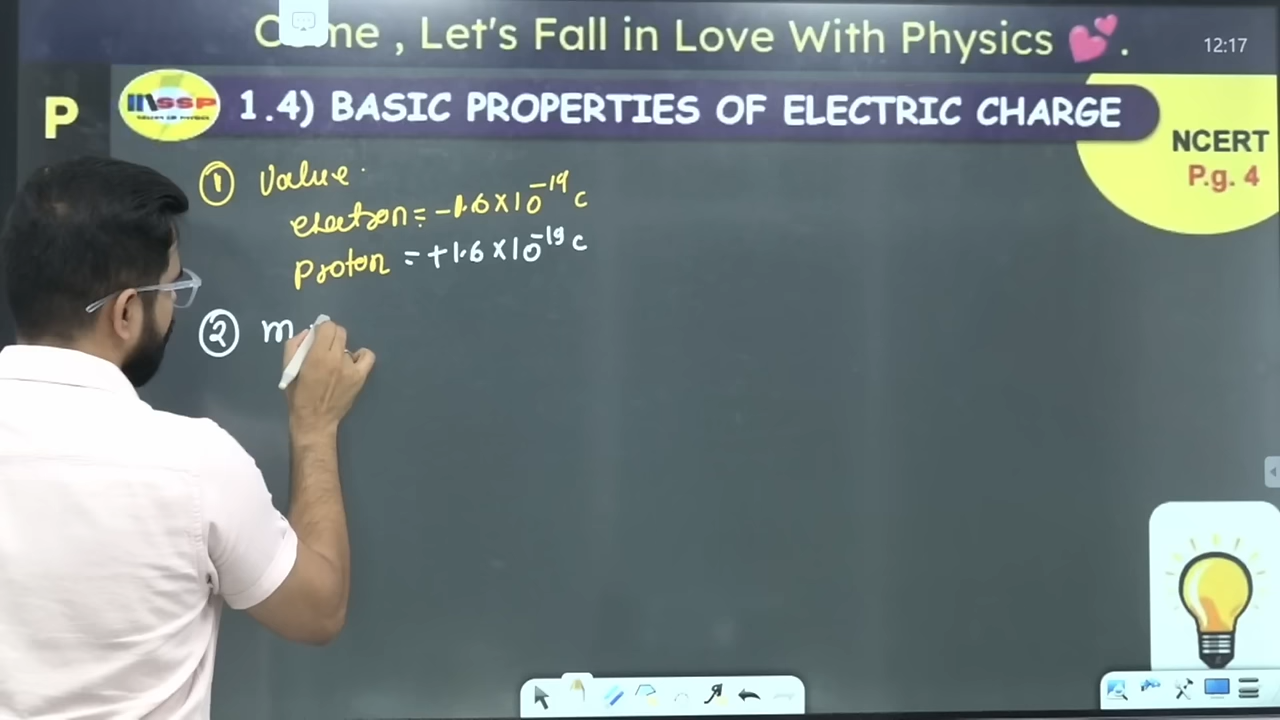 Come , Let's Fall in Love With Physics 💕.
12:17
P
MSSP
1.4) BASIC PROPERTIES OF ELECTRIC CHARGE
NCERT
P.g. 4
① Value.
electron = -1.6×10⁻¹⁹ C
proton = +1.6×10⁻¹⁹ C
② m